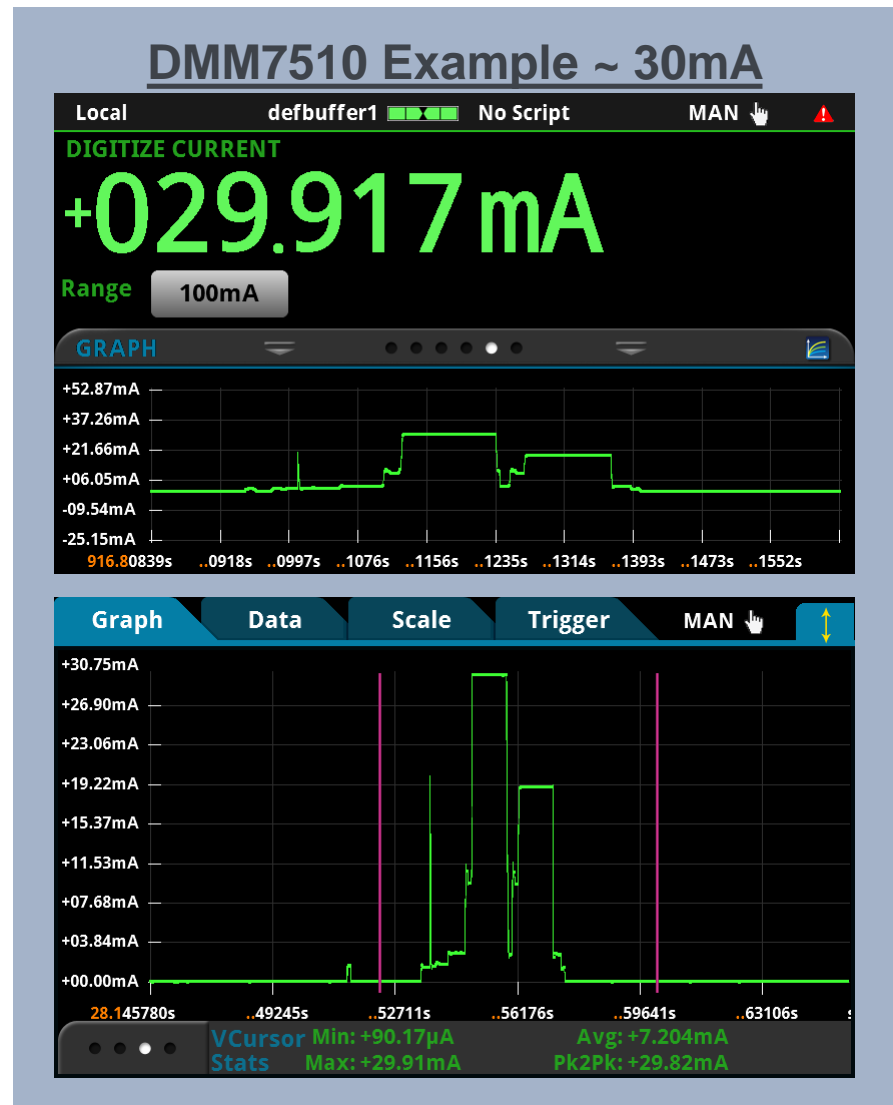 DMM7510 Example ~ 30mA
Local defbuffer1 No Script MAN
DIGITIZE CURRENT
+029.917 mA
Range 100mA
GRAPH
+52.87mA
+37.26mA
+21.66mA
+06.05mA
-09.54mA
-25.15mA
916.80839s ..0918s ..0997s ..1076s ..1156s ..1235s ..1314s ..1393s ..1473s ..1552s
Graph Data Scale Trigger MAN
+30.75mA
+26.90mA
+23.06mA
+19.22mA
+15.37mA
+11.53mA
+07.68mA
+03.84mA
+00.00mA
28.145780s ..49245s ..52711s ..56176s ..59641s ..63106s
VCursor Min: +90.17µA Avg: +7.204mA
Stats Max: +29.91mA Pk2Pk: +29.82mA